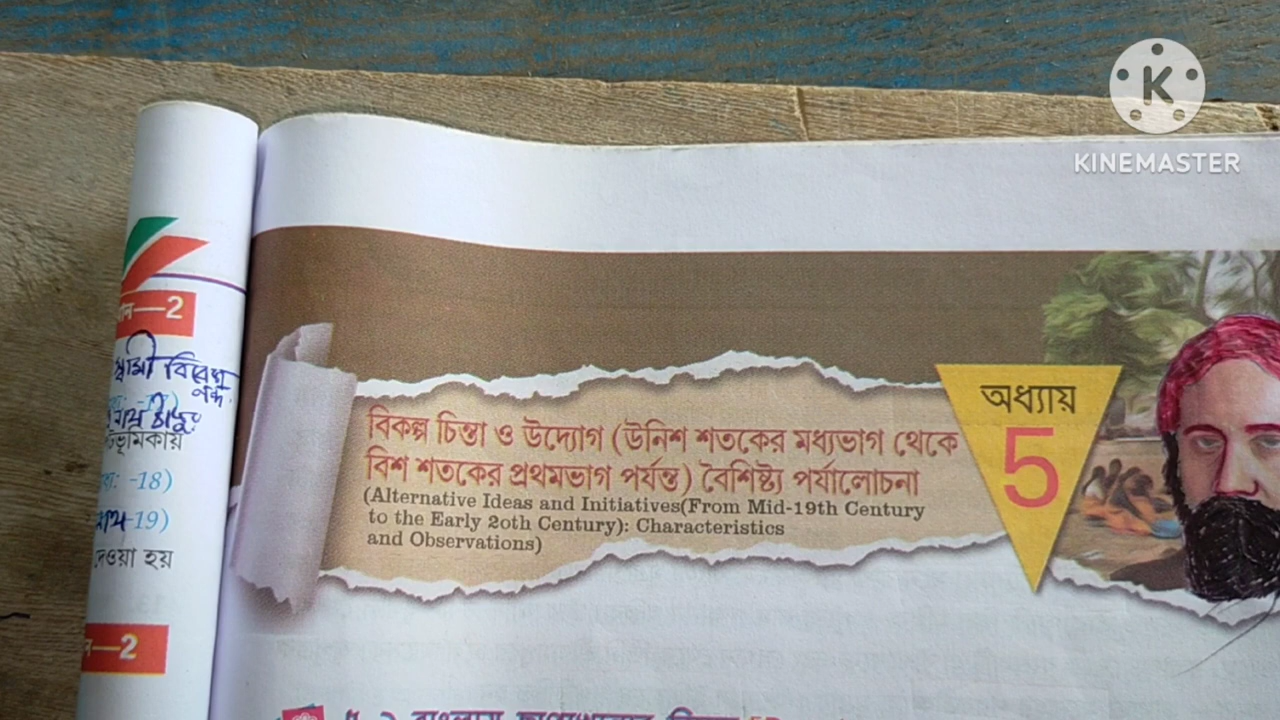 KINEMASTER
K
—2
স্বামী
ঠাকুর
-18)
-19)
দেওয়া হয়
—2
বিকল্প চিন্তা ও উদ্যোগ (উনিশ শতকের মধ্যভাগ থেকে
বিশ শতকের প্রথমভাগ পর্যন্ত) বৈশিষ্ট্য পর্যালোচনা
(Alternative Ideas and Initiatives(From Mid-19th Century
to the Early 20th Century): Characteristics
and Observations)
অধ্যায়
5